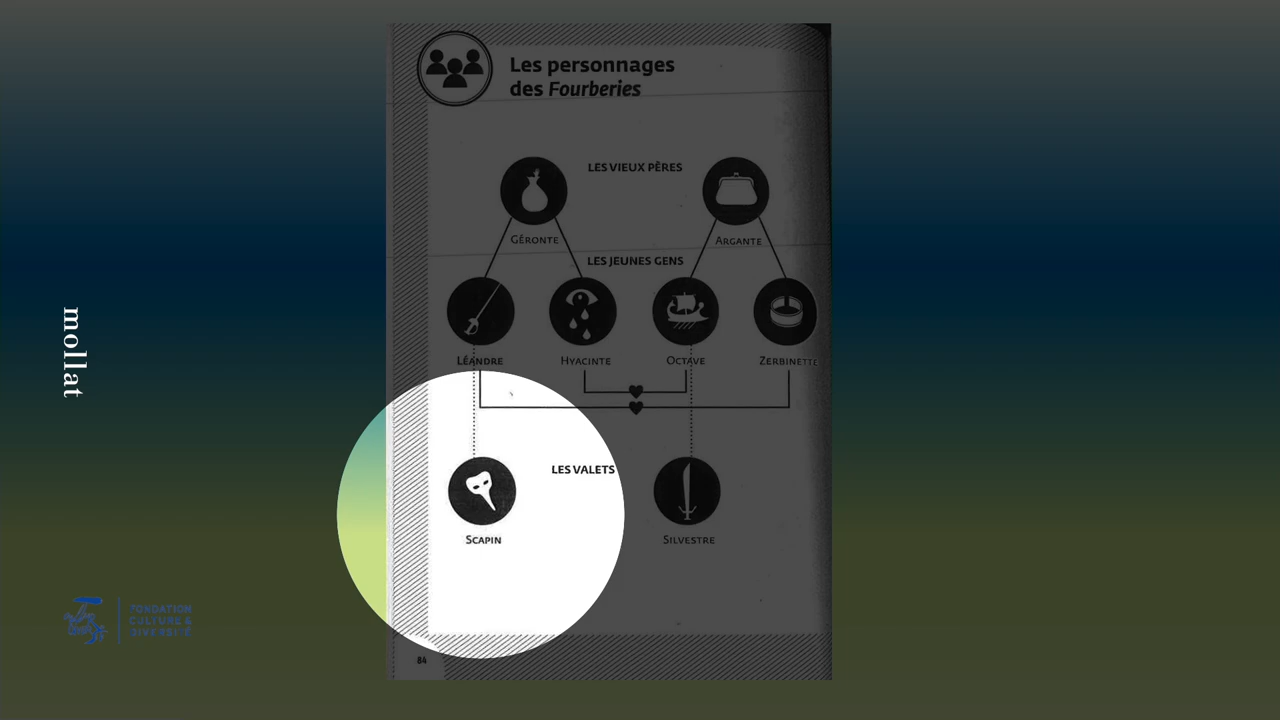 Les personnages
des Fourberies
LES VIEUX PÈRES
GÉRONTE
ARGANTE
LES JEUNES GENS
LÉANDRE
HYACINTE
OCTAVE
ZERBINETTE
LES VALETS
SCAPIN
SILVESTRE
84
mollat
FONDATION
CULTURE &
DIVERSITÉ